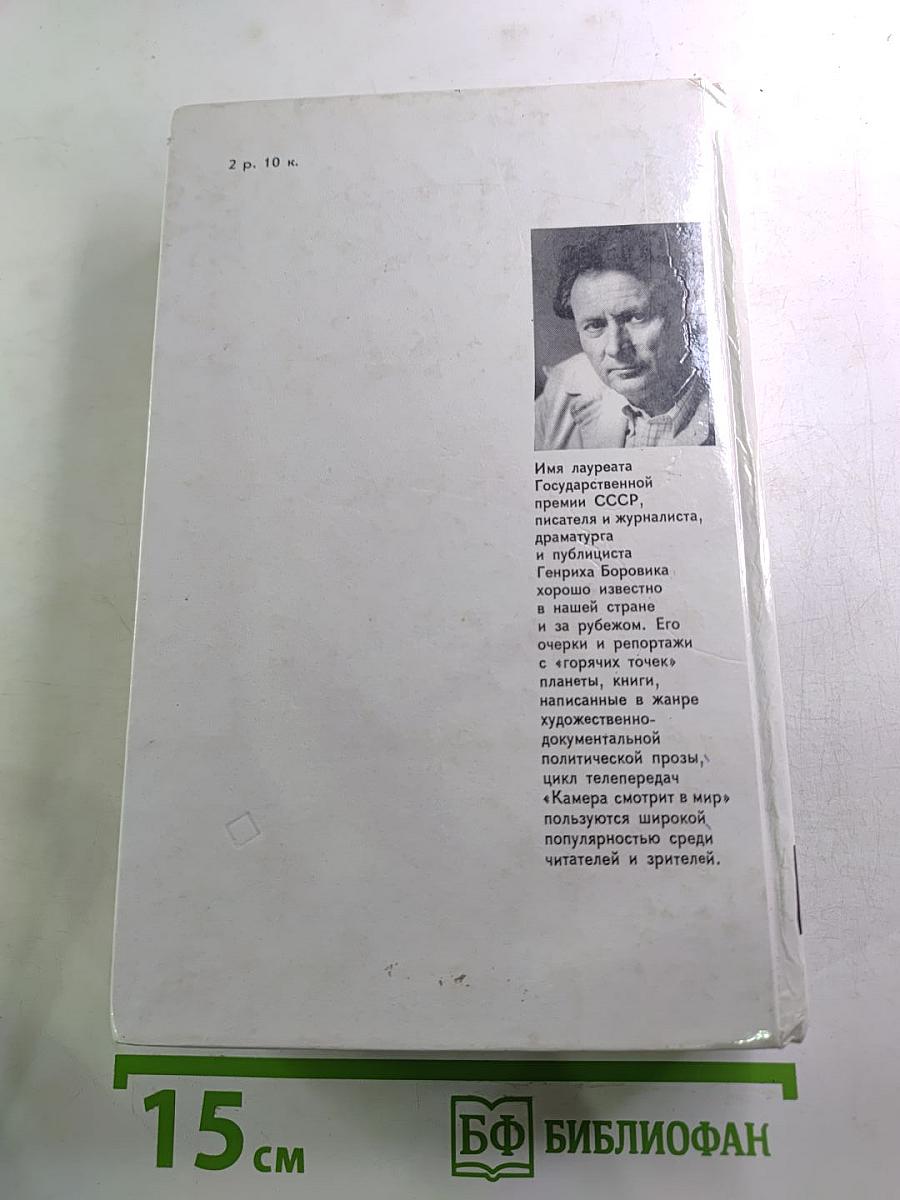 2 р. 10 к.
Имя лауреата
Государственной
премии СССР,
писателя и журналиста,
драматурга
и публициста
Генриха Боровика
хорошо известно
в нашей стране
и за рубежом. Его
очерки и репортажи
с «горячих точек»
планеты, книги,
написанные в жанре
художественно-
документальной
политической прозы,
цикл телепередач
«Камера смотрит в мир»
пользуются широкой
популярностью среди
читателей и зрителей.
15 см
БФ БИБЛИОФАН